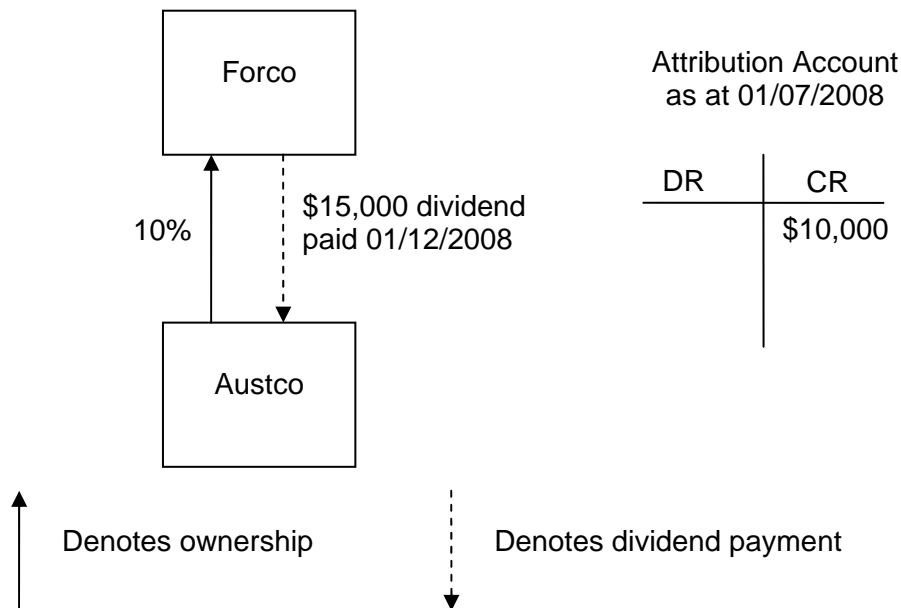 Forco
Attribution Account
as at 01/07/2008
DR
CR
$10,000
10%
$15,000 dividend
paid 01/12/2008
Austco
Denotes ownership
Denotes dividend payment